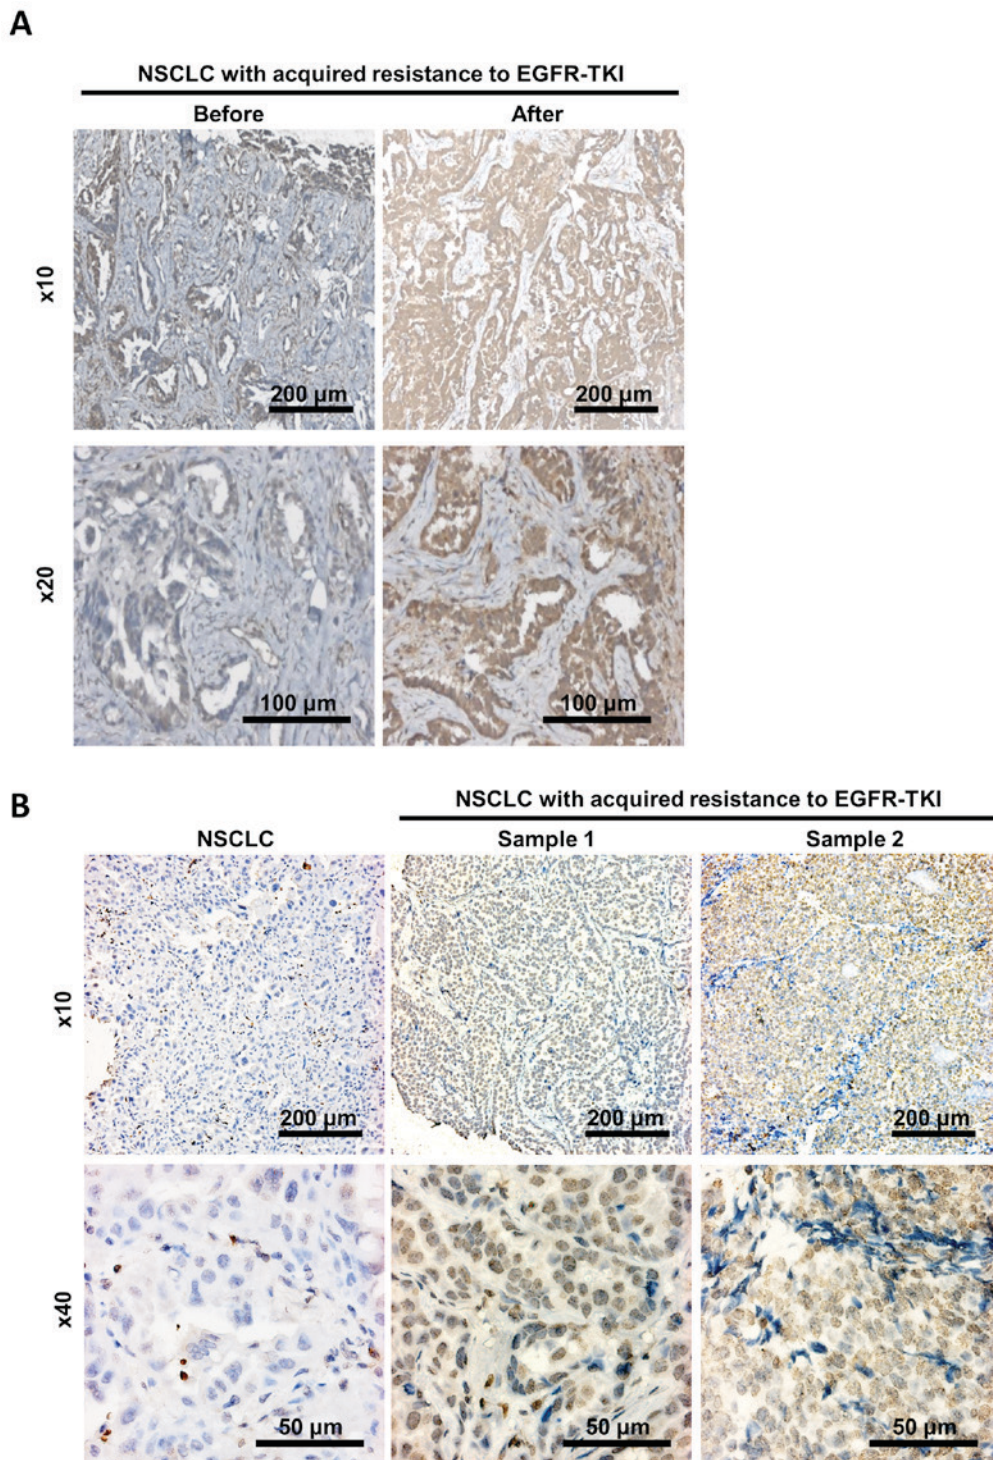 A
NSCLC with acquired resistance to EGFR-TKI
Before After
x10
200 µm 200 µm
x20
100 µm 100 µm
B
NSCLC with acquired resistance to EGFR-TKI
NSCLC Sample 1 Sample 2
x10
200 µm 200 µm 200 µm
x40
50 µm 50 µm 50 µm